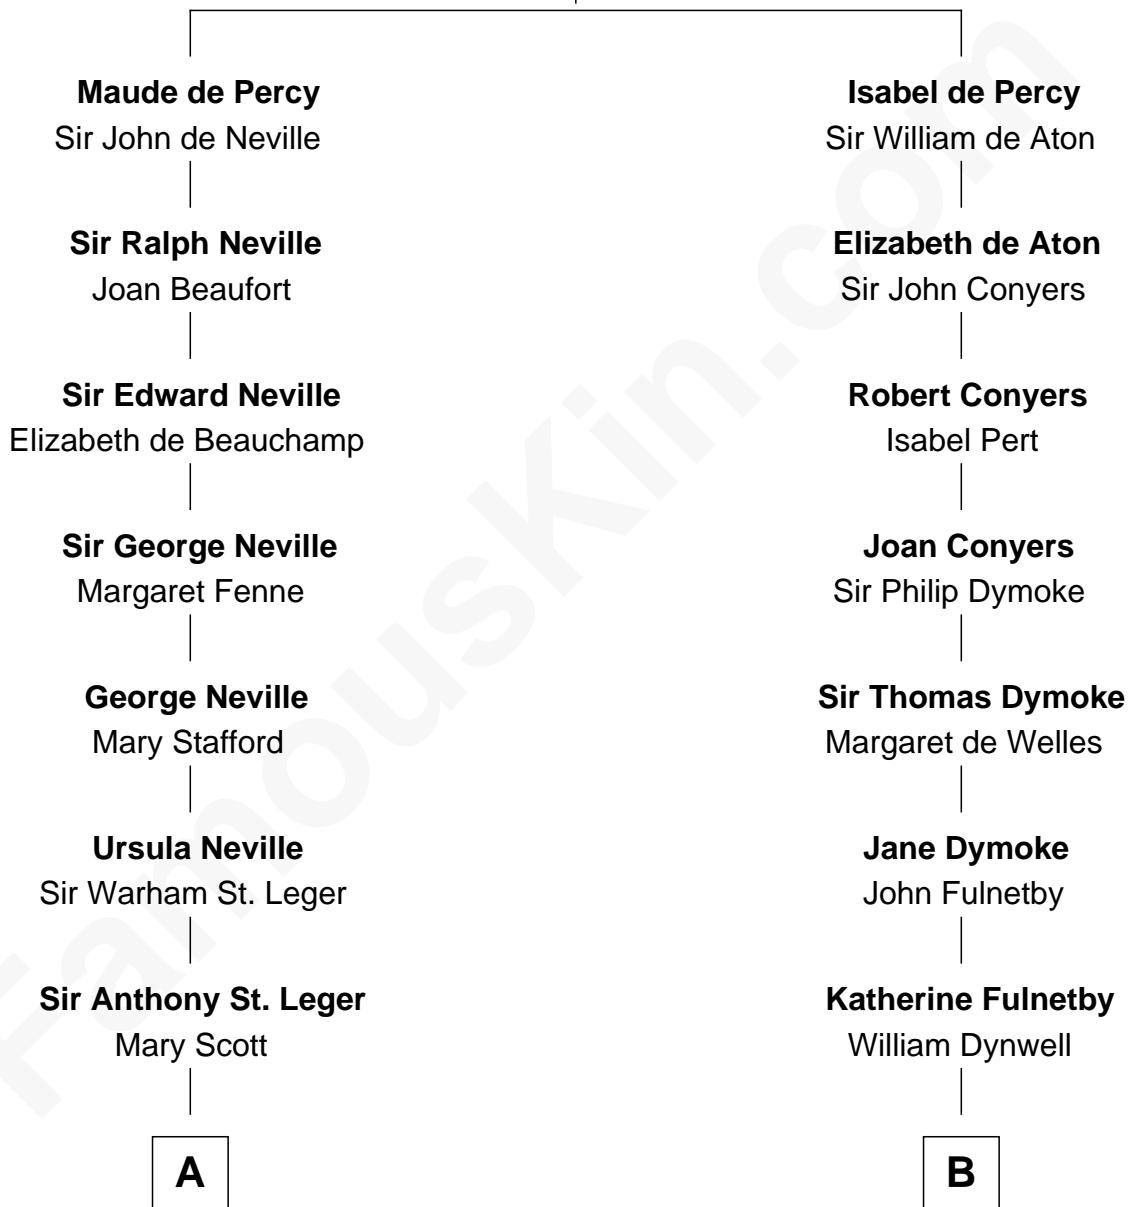 Maude de Percy
Sir John de Neville
Isabel de Percy
Sir William de Aton
Sir Ralph Neville
Joan Beaufort
Elizabeth de Aton
Sir John Conyers
Sir Edward Neville
Elizabeth de Beauchamp
Robert Conyers
Isabel Pert
Sir George Neville
Margaret Fenne
Joan Conyers
Sir Philip Dymoke
George Neville
Mary Stafford
Sir Thomas Dymoke
Margaret de Welles
Ursula Neville
Sir Warham St. Leger
Jane Dymoke
John Fulnetby
Sir Anthony St. Leger
Mary Scott
Katherine Fulnetby
William Dynwell
A
B
FamousKin.com